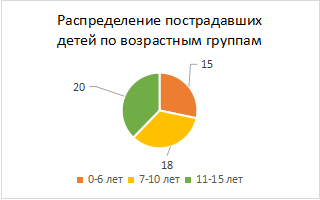 Распределение пострадавших
детей по возрастным группам
15
20
18
0-6 лет 7-10 лет 11-15 лет